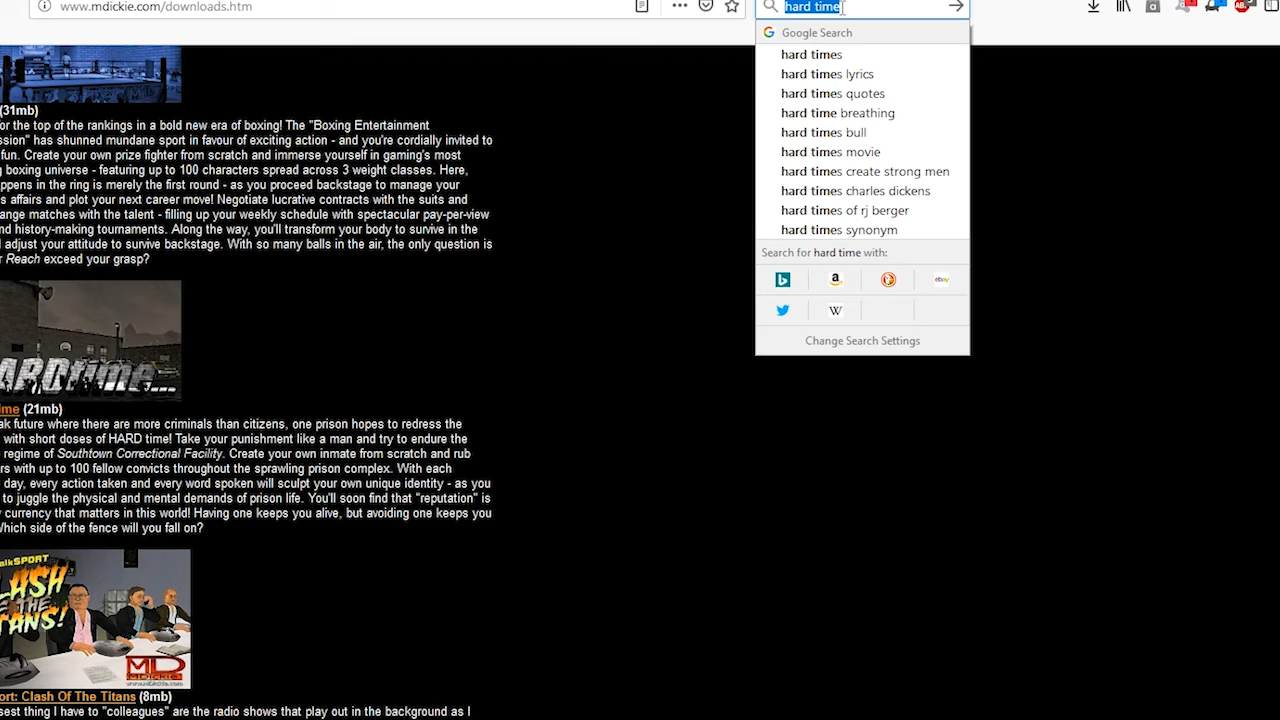 www.mdickie.com/downloads.htm
hard time
Google Search
hard times
hard times lyrics
hard times quotes
hard time breathing
hard times bull
hard times movie
hard times create strong men
hard times charles dickens
hard times of rj berger
hard times synonym
Search for hard time with:
a
ebay
W
Change Search Settings
(31mb)
or the top of the rankings in a bold new era of boxing! The "Boxing Entertainment
ssion" has shunned mundane sport in favour of exciting action - and you're cordially invited to
fun. Create your own prize fighter from scratch and immerse yourself in gaming's most
g boxing universe - featuring up to 100 characters spread across 3 weight classes. Here,
ppens in the ring is merely the first round - as you proceed backstage to manage your
s affairs and plot your next career move! Negotiate lucrative contracts with the suits and
ange matches with the talent - filling up your weekly schedule with spectacular pay-per-view
nd history-making tournaments. Along the way, you'll transform your body to survive in the
d adjust your attitude to survive backstage. With so many balls in the air, the only question is
r Reach exceed your grasp?
ARDtime...
ime (21mb)
ak future where there are more criminals than citizens, one prison hopes to redress the
with short doses of HARD time! Take your punishment like a man and try to endure the
regime of Southtown Correctional Facility. Create your own inmate from scratch and rub
rs with up to 100 fellow convicts throughout the sprawling prison complex. With each
day, every action taken and every word spoken will sculpt your own unique identity - as you
to juggle the physical and mental demands of prison life. You'll soon find that "reputation" is
y currency that matters in this world! Having one keeps you alive, but avoiding one keeps you
Which side of the fence will you fall on?
alkSPORT
LASH
THE
TANS!
MD
MDICKIE
www.mdickie.com
ort: Clash Of The Titans (8mb)
sest thing I have to "colleagues" are the radio shows that play out in the background as I